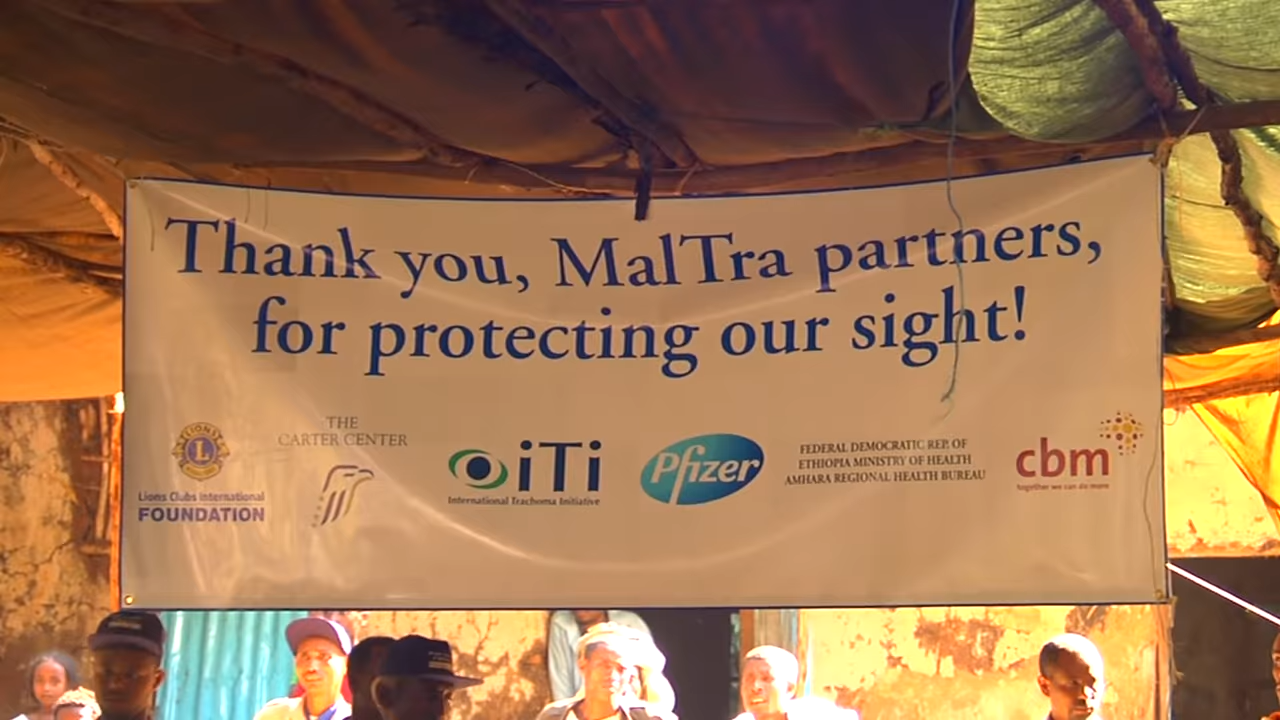 Thank you, MalTra partners,
for protecting our sight!
LIONS
L
Lions Clubs International
FOUNDATION
THE
CARTER CENTER
iTi
International Trachoma Initiative
Pfizer
FEDERAL DEMOCRATIC REP. OF
ETHIOPIA MINISTRY OF HEALTH
AMHARA REGIONAL HEALTH BUREAU
cbm
together we can do more